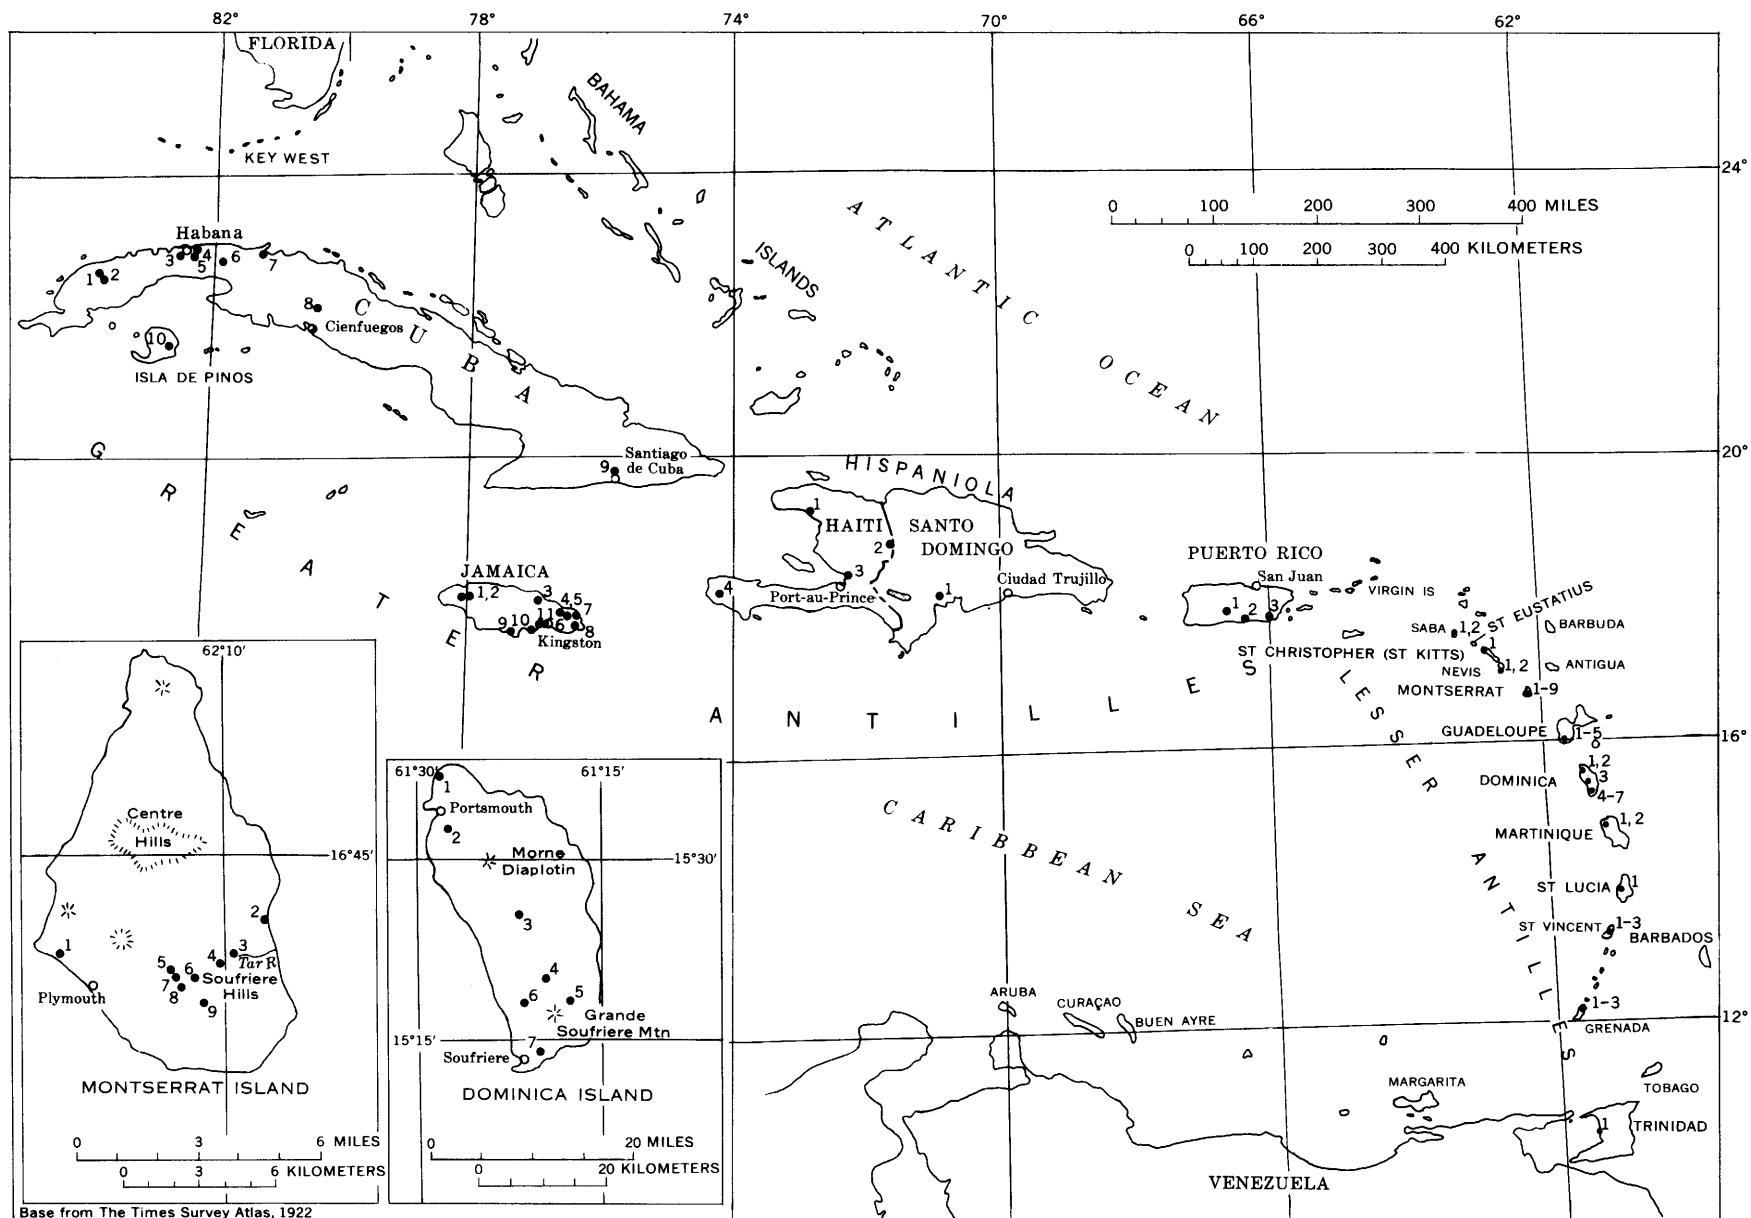 82° 78° 74° 70° 66° 62°
FLORIDA
KEY WEST
BAHAMA
ISLANDS
24°
20°
16°
12°
0 100 200 300 400 MILES
0 100 200 300 400 KILOMETERS
ATLANTIC
OCEAN
Habana
1 2 3 4 5 6 7
8
Cienfuegos
CUBA
10
ISLA DE PINOS
9
Santiago
de Cuba
GREATER
ANTILLES
HISPANIOLA
1
HAITI
2
SANTO
DOMINGO
3
4
Port-au-Prince
1
Ciudad Trujillo
JAMAICA
1,2 3 4,5 7
9 10 11 6 8
Kingston
PUERTO RICO
San Juan
1 2 3
VIRGIN IS
SABA 1,2
ST EUSTATIUS
BARBUDA
ST CHRISTOPHER (ST KITTS) 1
NEVIS 1,2
ANTIGUA
MONTSERRAT 1-9
GUADELOUPE 1-5
DOMINICA 1,2
3
4-7
MARTINIQUE 1,2
ST LUCIA 1
ST VINCENT 1-3
BARBADOS
1-3
GRENADA
LESSER
ANTILLES
CARIBBEAN
SEA
ARUBA
CURAÇAO
BUEN AYRE
MARGARITA
TOBAGO
1
TRINIDAD
VENEZUELA
62°10'
Centre
Hills
16°45'
2
1
3
4
Tar R
5 6
7
8
9
Soufriere
Hills
Plymouth
MONTSERRAT ISLAND
0 3 6 MILES
0 3 6 KILOMETERS
61°30' 61°15'
1
Portsmouth
2
15°30'
Morne
Diaplotin
3
4
5
6
Grande
Soufriere Mtn
7
15°15'
Soufriere
DOMINICA ISLAND
0 20 MILES
0 20 KILOMETERS
Base from The Times Survey Atlas, 1922